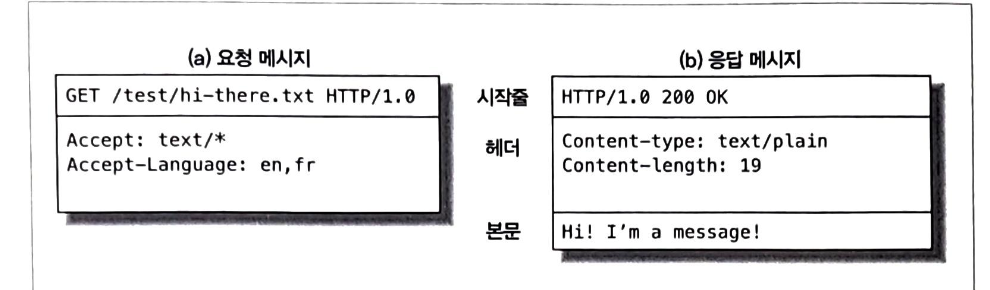 (a) 요청 메시지
GET /test/hi-there.txt HTTP/1.0
Accept: text/*
Accept-Language: en,fr
시작줄
헤더
본문
(b) 응답 메시지
HTTP/1.0 200 OK
Content-type: text/plain
Content-length: 19
Hi! I'm a message!